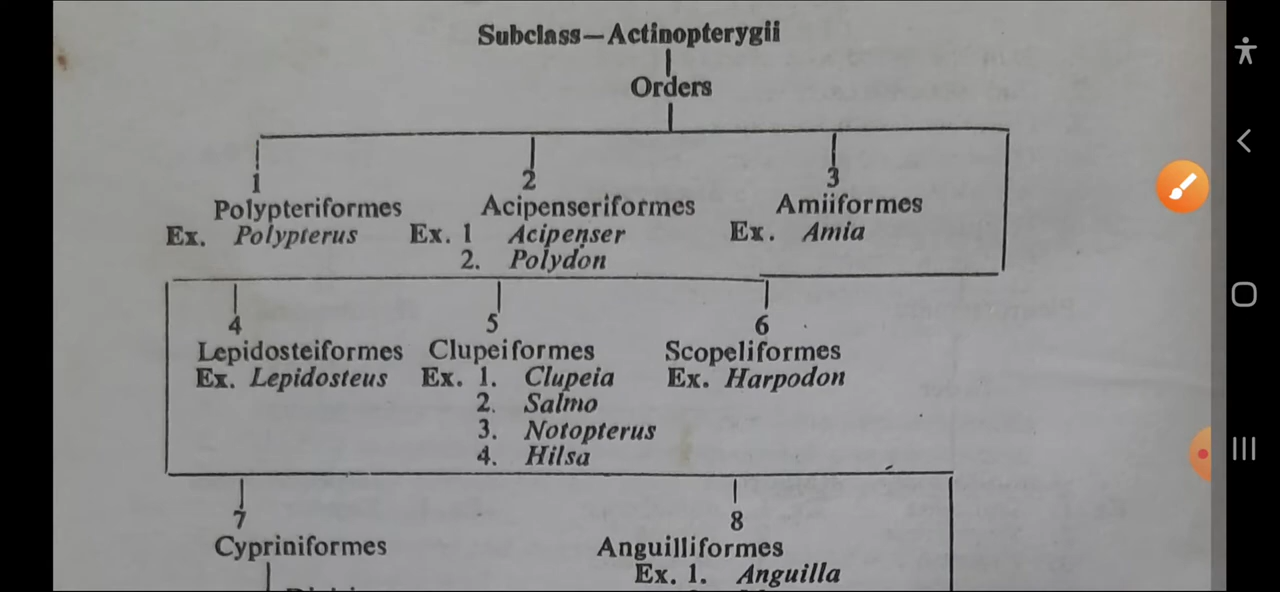 Subclass—Actinopterygii
Orders
1 2 3
Polypteriformes Acipenseriformes Amiiformes
Ex. Polypterus Ex. 1 Acipenser Ex. Amia
2. Polydon
4 5 6
Lepidosteiformes Clupeiformes Scopeliformes
Ex. Lepidosteus Ex. 1. Clupeia Ex. Harpodon
2. Salmo
3. Notopterus
4. Hilsa
7 8
Cypriniformes Anguilliformes
Ex. 1. Anguilla